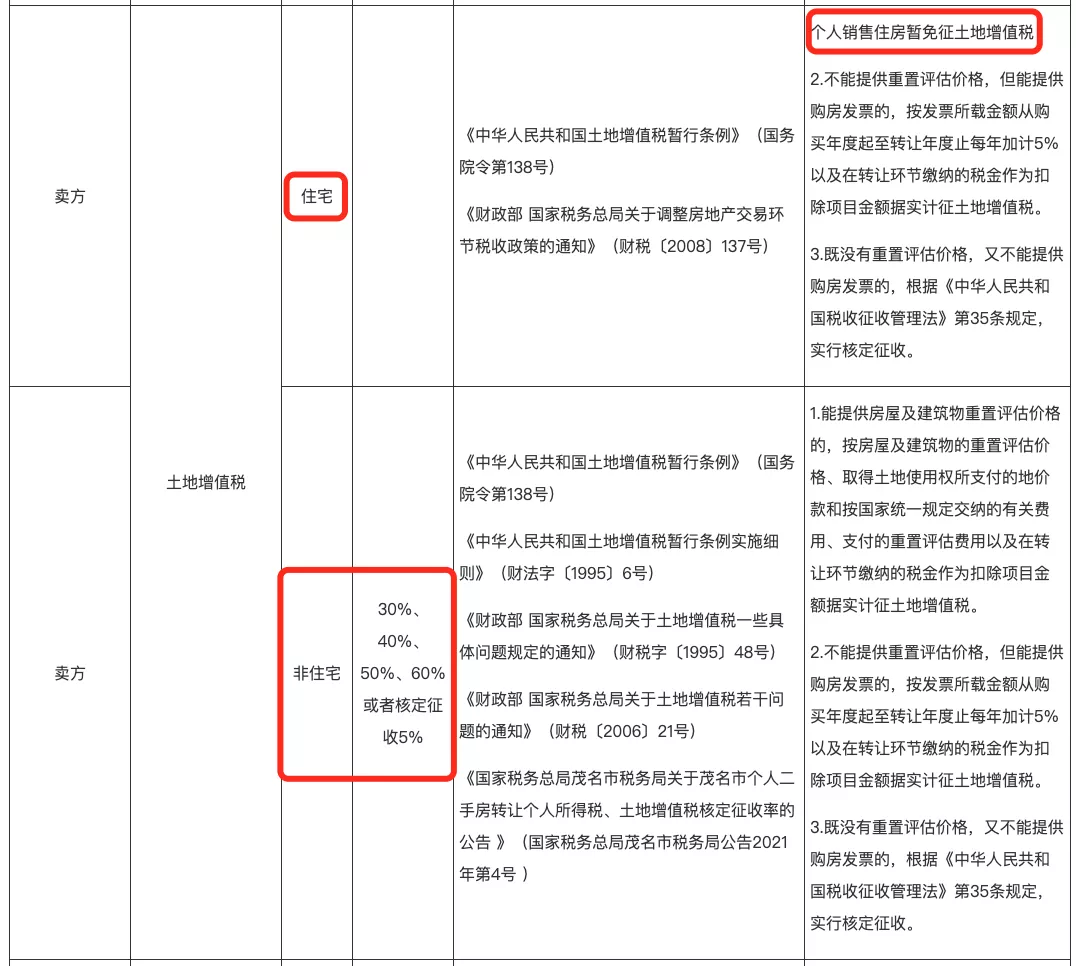 卖方
土地增值税
住宅
《中华人民共和国土地增值税暂行条例》（国务
院令第138号）
《财政部 国家税务总局关于调整房地产交易环
节税收政策的通知》（财税〔2008〕137号）
个人销售住房暂免征土地增值税
2.不能提供重置评估价格，但能提供
购房发票的，按发票所载金额从购
买年度起至转让年度止每年加计5%
以及在转让环节缴纳的税金作为扣
除项目金额据实计征土地增值税。
3.既没有重置评估价格，又不能提供
购房发票的，根据《中华人民共和
国税收征收管理法》第35条规定，
实行核定征收。
卖方
非住宅
30%、
40%、
50%、60%
或者核定征
收5%
《中华人民共和国土地增值税暂行条例》（国务
院令第138号）
《中华人民共和国土地增值税暂行条例实施细
则》（财法字〔1995〕6号）
《财政部 国家税务总局关于土地增值税一些具
体问题规定的通知》（财税字〔1995〕48号）
《财政部 国家税务总局关于土地增值税若干问
题的通知》（财税〔2006〕21号）
《国家税务总局茂名市税务局关于茂名市个人二
手房转让个人所得税、土地增值税核定征收率的
公告 》（国家税务总局茂名市税务局公告2021
年第4号 ）
1.能提供房屋及建筑物重置评估价格
的，按房屋及建筑物的重置评估价
格、取得土地使用权所支付的地价
款和按国家统一规定交纳的有关费
用、支付的重置评估费用以及在转
让环节缴纳的税金作为扣除项目金
额据实计征土地增值税。
2.不能提供重置评估价格，但能提供
购房发票的，按发票所载金额从购
买年度起至转让年度止每年加计5%
以及在转让环节缴纳的税金作为扣
除项目金额据实计征土地增值税。
3.既没有重置评估价格，又不能提供
购房发票的，根据《中华人民共和
国税收征收管理法》第35条规定，
实行核定征收。